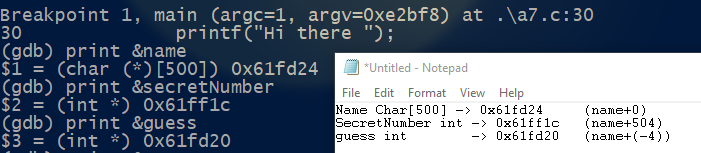 Breakpoint 1, main (argc=1, argv=0xe2bf8) at .\a7.c:30
30 printf("Hi there ");
(gdb) print &name
$1 = (char (*)[500]) 0x61fd24
(gdb) print &secretNumber
$2 = (int *) 0x61ff1c
(gdb) print &guess
$3 = (int *) 0x61fd20
*Untitled - Notepad
File Edit Format View Help
Name Char[500] -> 0x61fd24 (name+0)
SecretNumber int -> 0x61ff1c (name+504)
guess int -> 0x61fd20 (name+(-4))